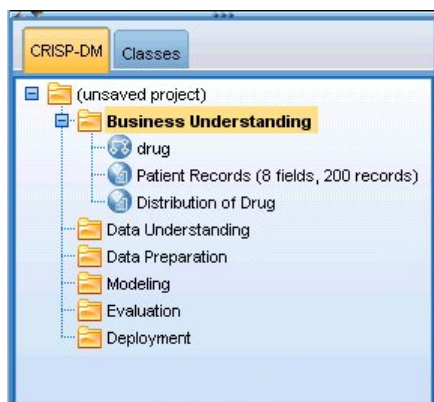 CRISP-DM Classes
(unsaved project)
Business Understanding
drug
Patient Records (8 fields, 200 records)
Distribution of Drug
Data Understanding
Data Preparation
Modeling
Evaluation
Deployment